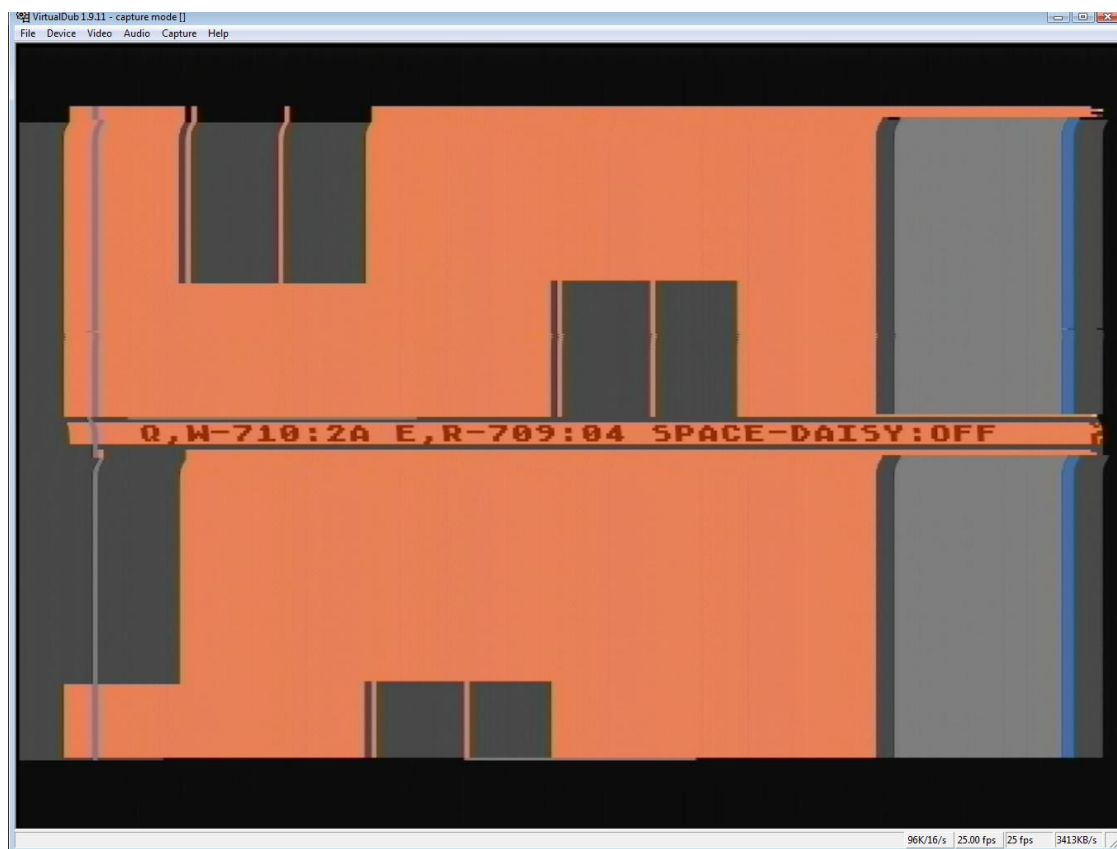 VirtualDub 1.9.11 - capture mode []
File Device Video Audio Capture Help
Q,W-710:2A E,R-709:04 SPACE-DAISY:OFF
96K/16/s 25.00 fps 25 fps 3413KB/s